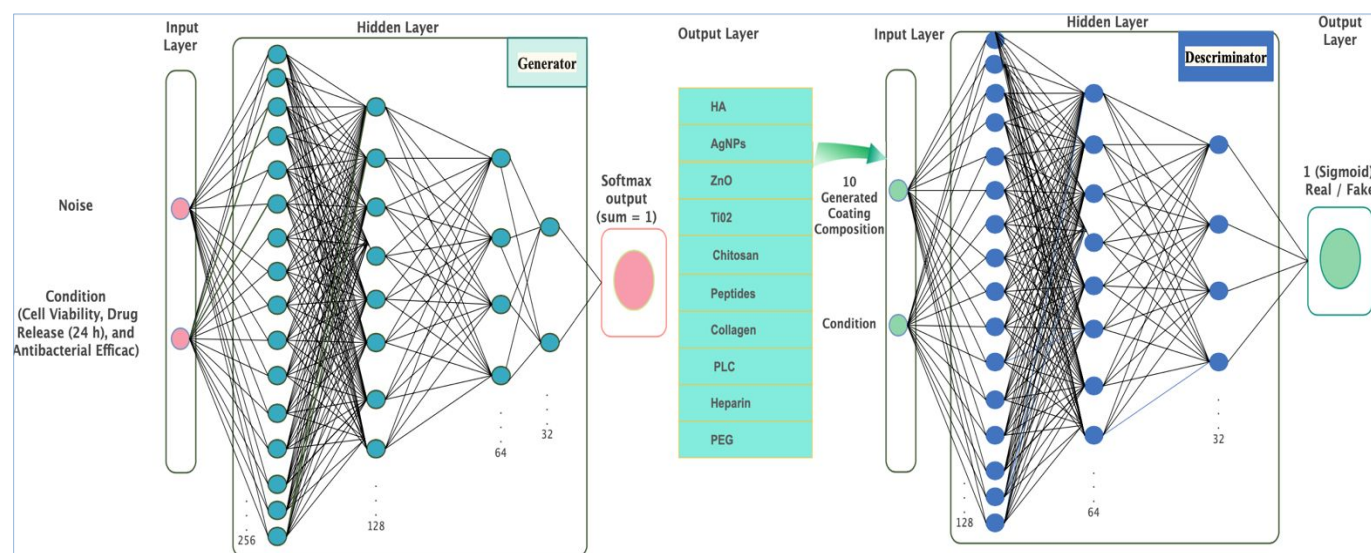 Input
Layer
Hidden Layer
Generator
Noise
Condition
(Cell Viability, Drug
Release (24 h), and
Antibacterial Efficac)
.
.
.
256
.
.
.
128
.
.
.
64
.
.
.
32
Softmax
output
(sum = 1)
Output Layer
HA
AgNPs
ZnO
Ti02
Chitosan
Peptides
Collagen
PLC
Heparin
PEG
Input Layer
10
Generated
Coating
Composition
Condition
Hidden Layer
Descriminator
.
.
.
128
.
.
.
64
.
.
.
32
Output
Layer
1 (Sigmoid)
Real / Fake